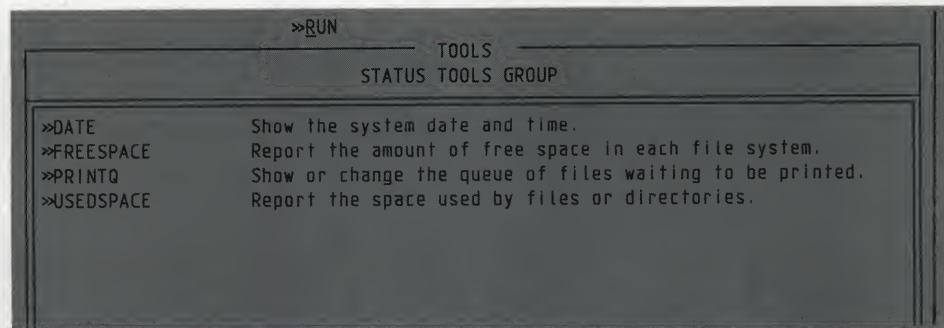 »RUN
TOOLS
STATUS TOOLS GROUP
»DATE Show the system date and time.
»FREESPACE Report the amount of free space in each file system.
»PRINTQ Show or change the queue of files waiting to be printed.
»USEDSPACE Report the space used by files or directories.